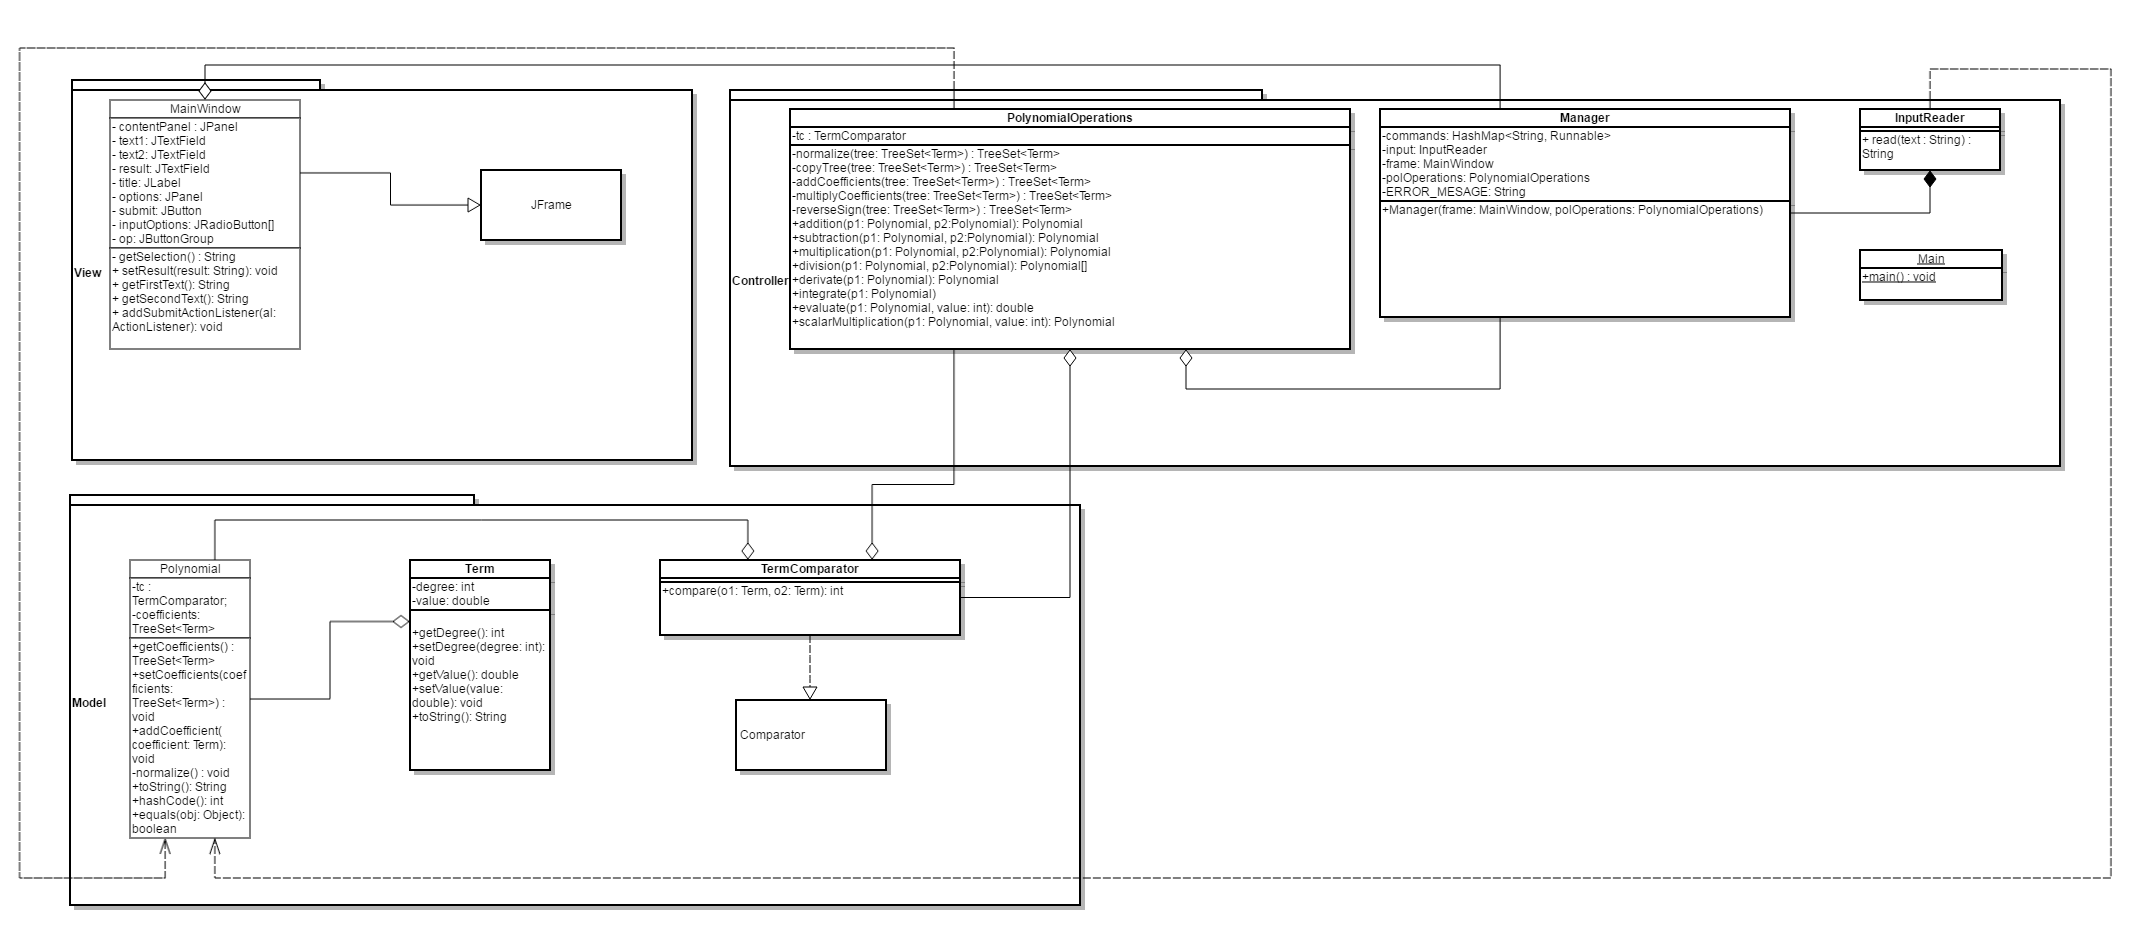 MainWindow
- contentPanel : JPanel
- text1: JTextField
- text2: JTextField
- result: JTextField
- title: JLabel
- options: JPanel
- submit: JButton
- inputOptions: JRadioButton[]
- op: JButtonGroup
- getSelection() : String
+ setResult(result: String): void
+ getFirstText(): String
+ getSecondText(): String
+ addSubmitActionListener(al:
ActionListener): void
View
JFrame
Controller
PolynomialOperations
-tc : TermComparator
-normalize(tree: TreeSet<Term>) : TreeSet<Term>
-copyTree(tree: TreeSet<Term>) : TreeSet<Term>
-addCoefficients(tree: TreeSet<Term>) : TreeSet<Term>
-multiplyCoefficients(tree: TreeSet<Term>) : TreeSet<Term>
-reverseSign(tree: TreeSet<Term>) : TreeSet<Term>
+addition(p1: Polynomial, p2:Polynomial): Polynomial
+subtraction(p1: Polynomial, p2:Polynomial): Polynomial
+multiplication(p1: Polynomial, p2:Polynomial): Polynomial
+division(p1: Polynomial, p2:Polynomial): Polynomial[]
+derivate(p1: Polynomial): Polynomial
+integrate(p1: Polynomial)
+evaluate(p1: Polynomial, value: int): double
+scalarMultiplication(p1: Polynomial, value: int): Polynomial
Manager
-commands: HashMap<String, Runnable>
-input: InputReader
-frame: MainWindow
-polOperations: PolynomialOperations
-ERROR_MESAGE: String
+Manager(frame: MainWindow, polOperations: PolynomialOperations)
InputReader
+ read(text : String) :
String
Main
+main() : void
Model
Polynomial
-tc :
TermComparator;
-coefficients:
TreeSet<Term>
+getCoefficients() :
TreeSet<Term>
+setCoefficients(coef
ficients:
TreeSet<Term>) :
void
+addCoefficient(
coefficient: Term):
void
-normalize() : void
+toString(): String
+hashCode(): int
+equals(obj: Object):
boolean
Term
-degree: int
-value: double
+getDegree(): int
+setDegree(degree: int):
void
+getValue(): double
+setValue(value:
double): void
+toString(): String
TermComparator
+compare(o1: Term, o2: Term): int
Comparator